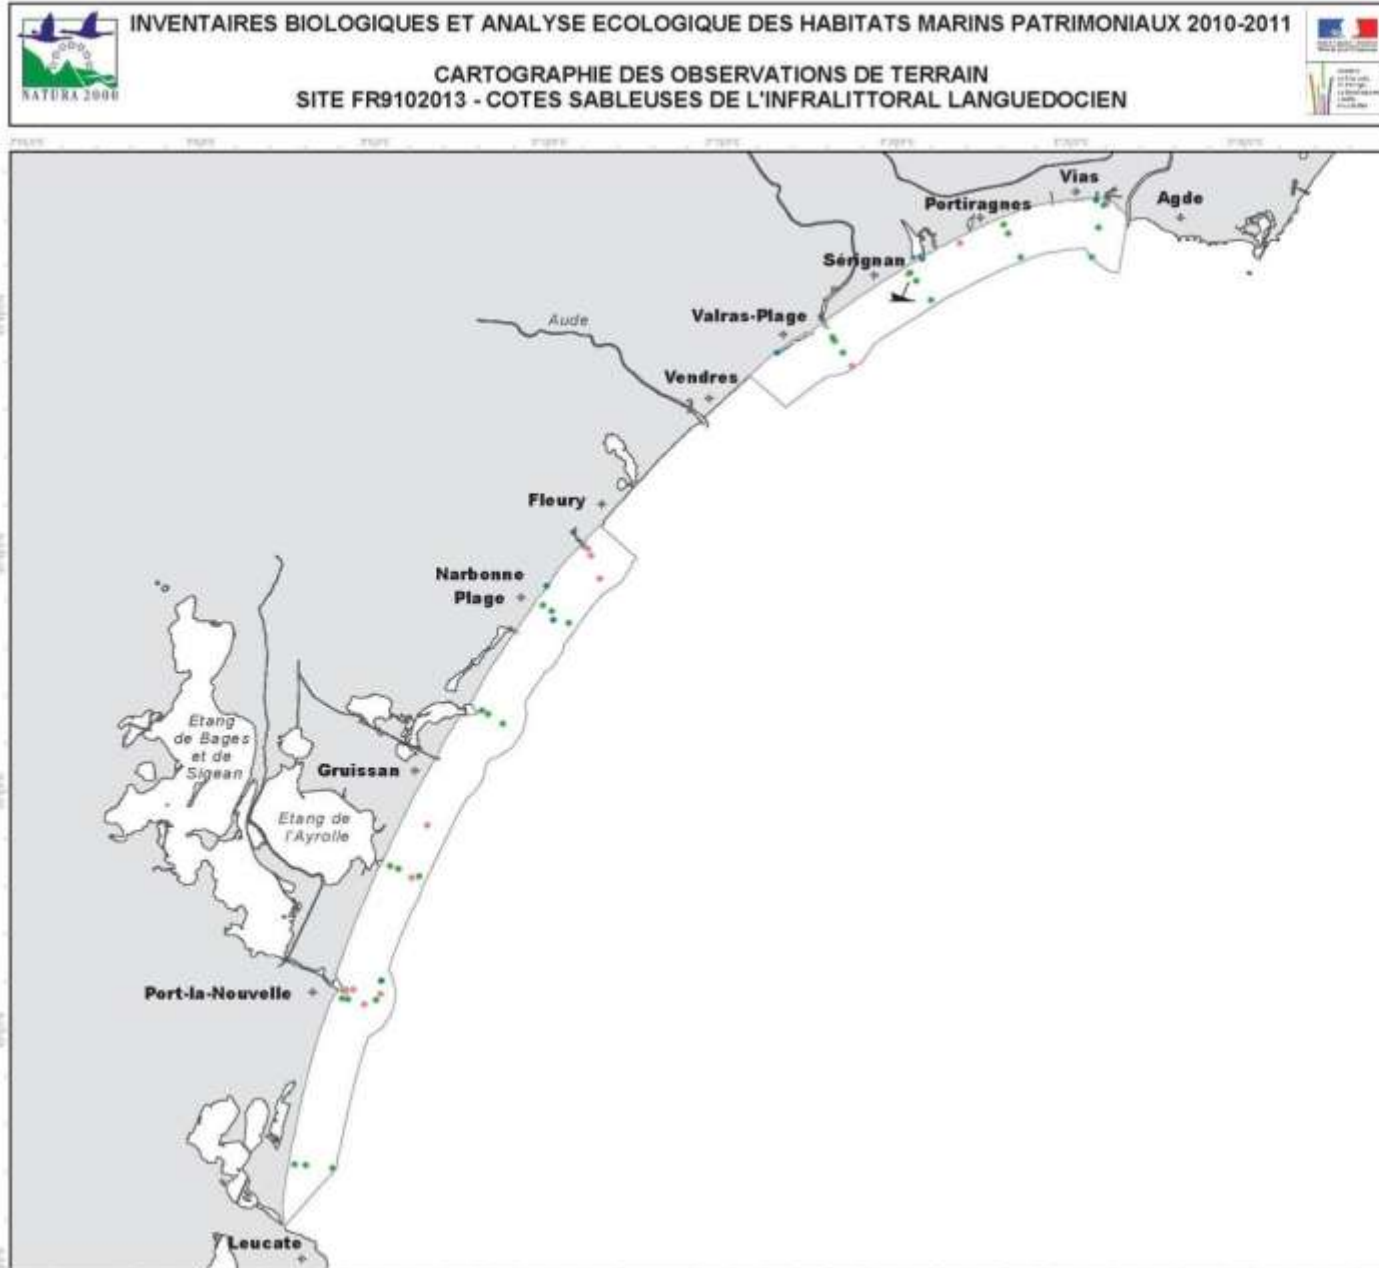 INVENTAIRES BIOLOGIQUES ET ANALYSE ECOLOGIQUE DES HABITATS MARINS PATRIMONIAUX 2010-2011
CARTOGRAPHIE DES OBSERVATIONS DE TERRAIN
SITE FR9102013 - COTES SABLEUSES DE L'INFRALITTORAL LANGUEDOCIEN
NATURA 2000
Vias
Agde
Portiragnes
Sérignan
Valras-Plage
Aude
Vendres
Fleury
Narbonne
Plage
Etang
de Bages
et de
Sigean
Gruissan
Etang de
l'Ayrolle
Port-la-Nouvelle
Leucate